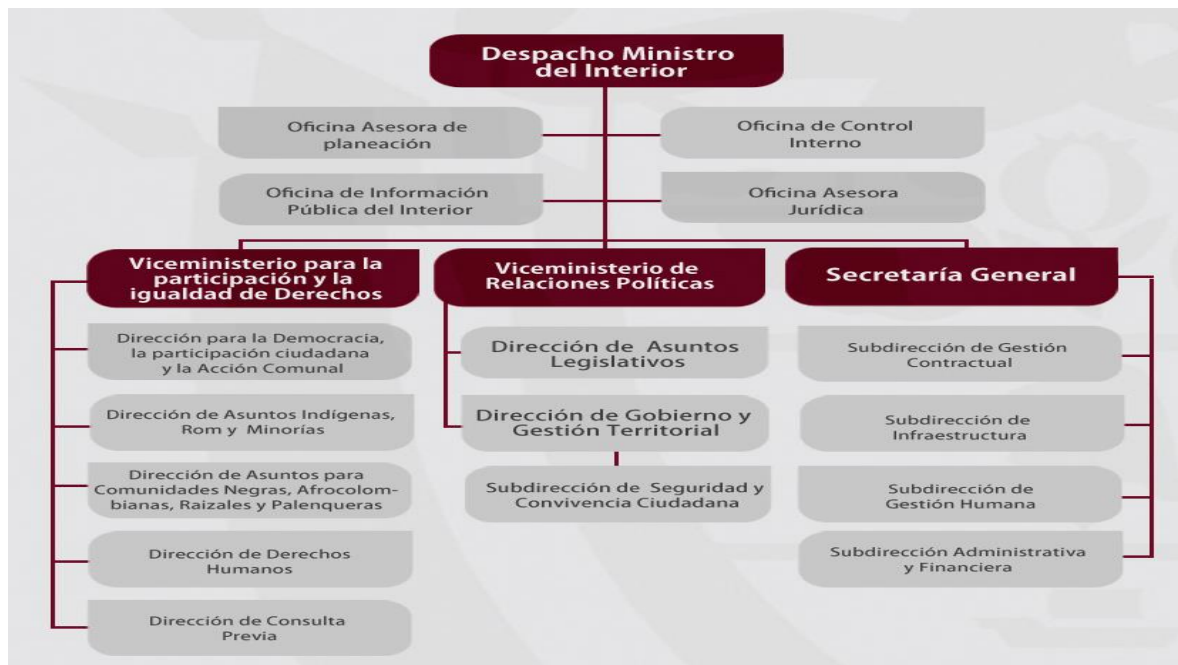 Despacho Ministro
del Interior
Oficina Asesora de
planeación
Oficina de Control
Interno
Oficina de Información
Pública del Interior
Oficina Asesora
Jurídica
Viceministerio para la
participación y la
igualdad de Derechos
Dirección para la Democracia,
la participación ciudadana
y la Acción Comunal
Dirección de Asuntos Indígenas,
Rom y Minorías
Dirección de Asuntos para
Comunidades Negras, Afrocolom-
bianas, Raizales y Palenqueras
Dirección de Derechos
Humanos
Dirección de Consulta
Previa
Viceministerio de
Relaciones Políticas
Dirección de Asuntos
Legislativos
Dirección de Gobierno y
Gestión Territorial
Subdirección de Seguridad y
Convivencia Ciudadana
Secretaría General
Subdirección de Gestión
Contractual
Subdirección de
Infraestructura
Subdirección de
Gestión Humana
Subdirección Administrativa
y Financiera